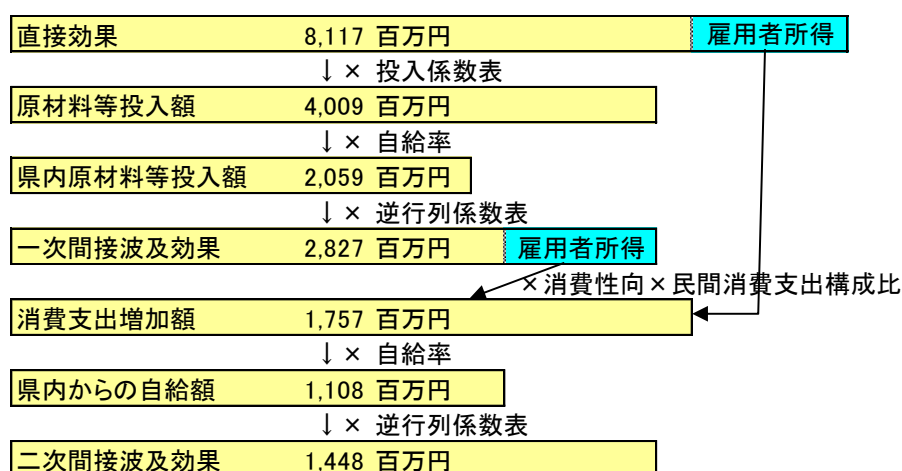 直接効果 8,117 百万円 雇用者所得
↓× 投入係数表
原材料等投入額 4,009 百万円
↓× 自給率
県内原材料等投入額 2,059 百万円
↓× 逆行列係数表
一次間接波及効果 2,827 百万円 雇用者所得
×消費性向×民間消費支出構成比
消費支出増加額 1,757 百万円
↓× 自給率
県内からの自給額 1,108 百万円
↓× 逆行列係数表
二次間接波及効果 1,448 百万円